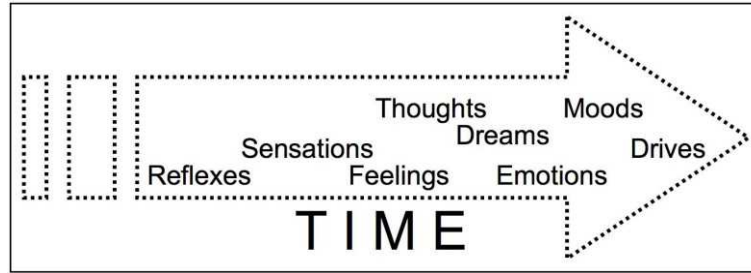 Thoughts Moods
Dreams
Sensations Drives
Reflexes Feelings Emotions
TIME